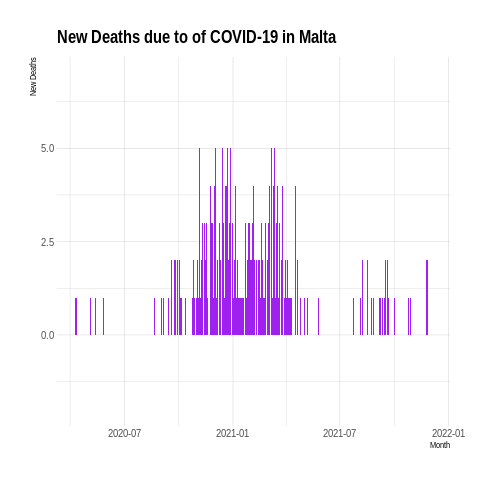 New Deaths due to of COVID-19 in Malta
New Deaths
5.0
2.5
0.0
2020-07 2021-01 2021-07 2022-01
Month